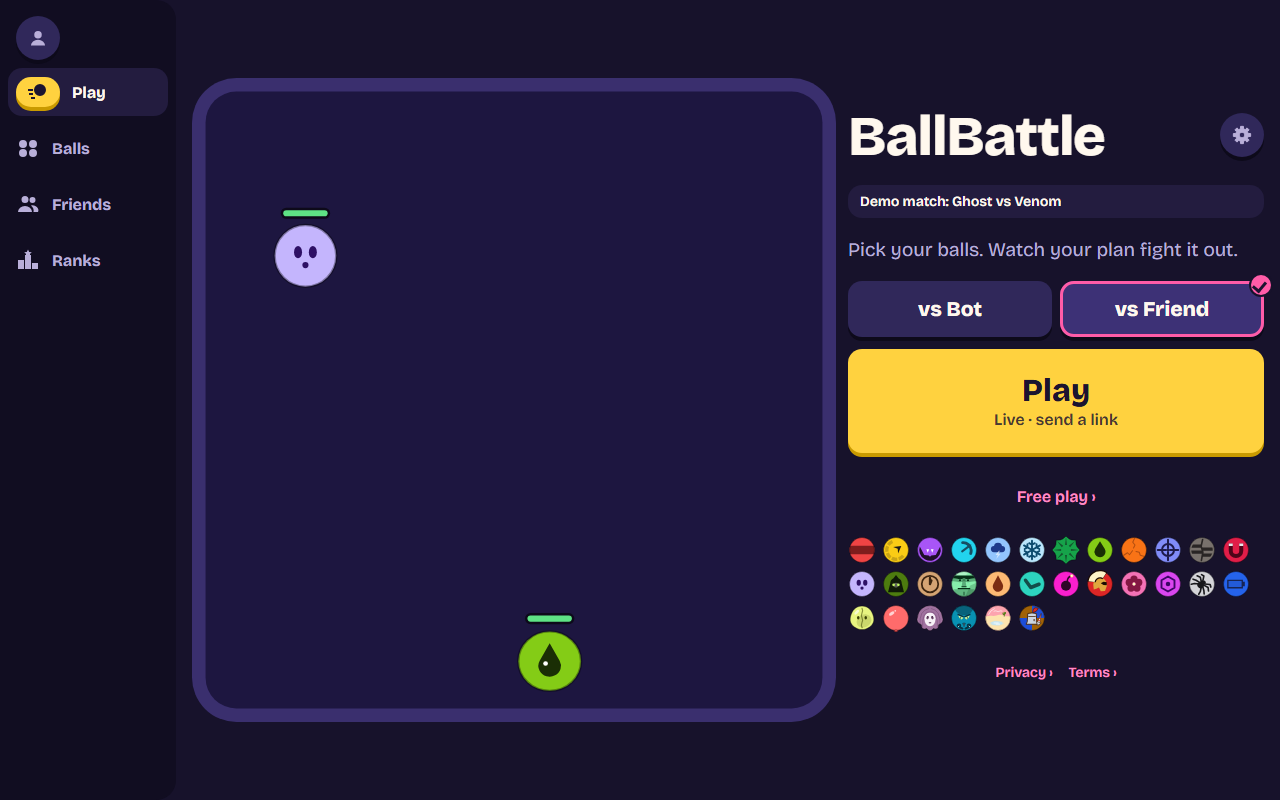 Play
Balls
Friends
Ranks
BallBattle
Demo match: Ghost vs Venom
Pick your balls. Watch your plan fight it out.
vs Bot
vs Friend
Play
Live · send a link
Free play ›
Privacy › Terms ›